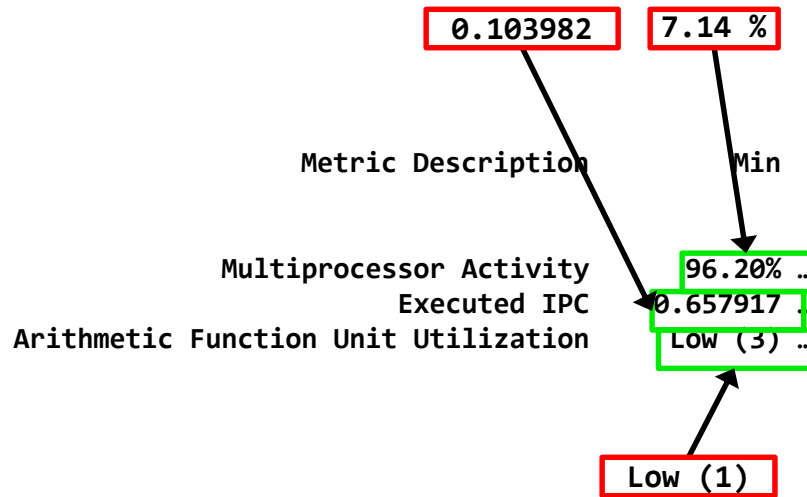 0.103982 7.14 %
Metric Description Min
Multiprocessor Activity 96.20% …
Executed IPC 0.657917 …
Arithmetic Function Unit Utilization Low (3) …
Low (1)